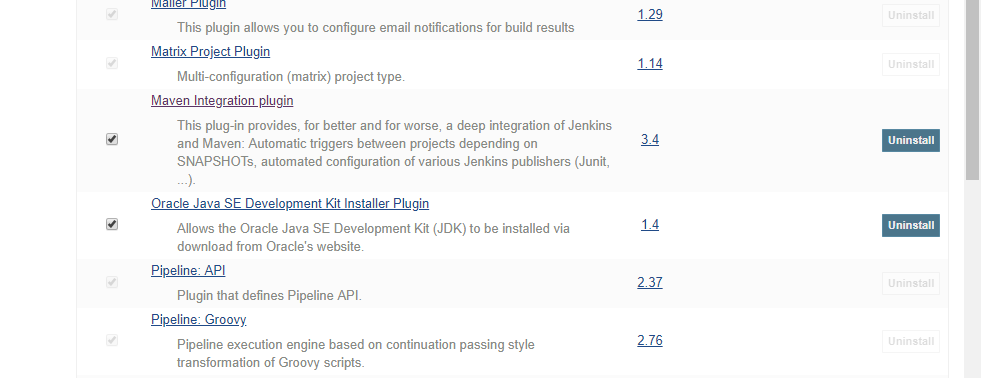 Mailer Plugin
This plugin allows you to configure email notifications for build results
1.29
Uninstall
Matrix Project Plugin
Multi-configuration (matrix) project type.
1.14
Uninstall
Maven Integration plugin
This plug-in provides, for better and for worse, a deep integration of Jenkins
and Maven: Automatic triggers between projects depending on
SNAPSHOTs, automated configuration of various Jenkins publishers (Junit,
...).
3.4
Uninstall
Oracle Java SE Development Kit Installer Plugin
Allows the Oracle Java SE Development Kit (JDK) to be installed via
download from Oracle's website.
1.4
Uninstall
Pipeline: API
Plugin that defines Pipeline API.
2.37
Uninstall
Pipeline: Groovy
Pipeline execution engine based on continuation passing style
transformation of Groovy scripts.
2.76
Uninstall